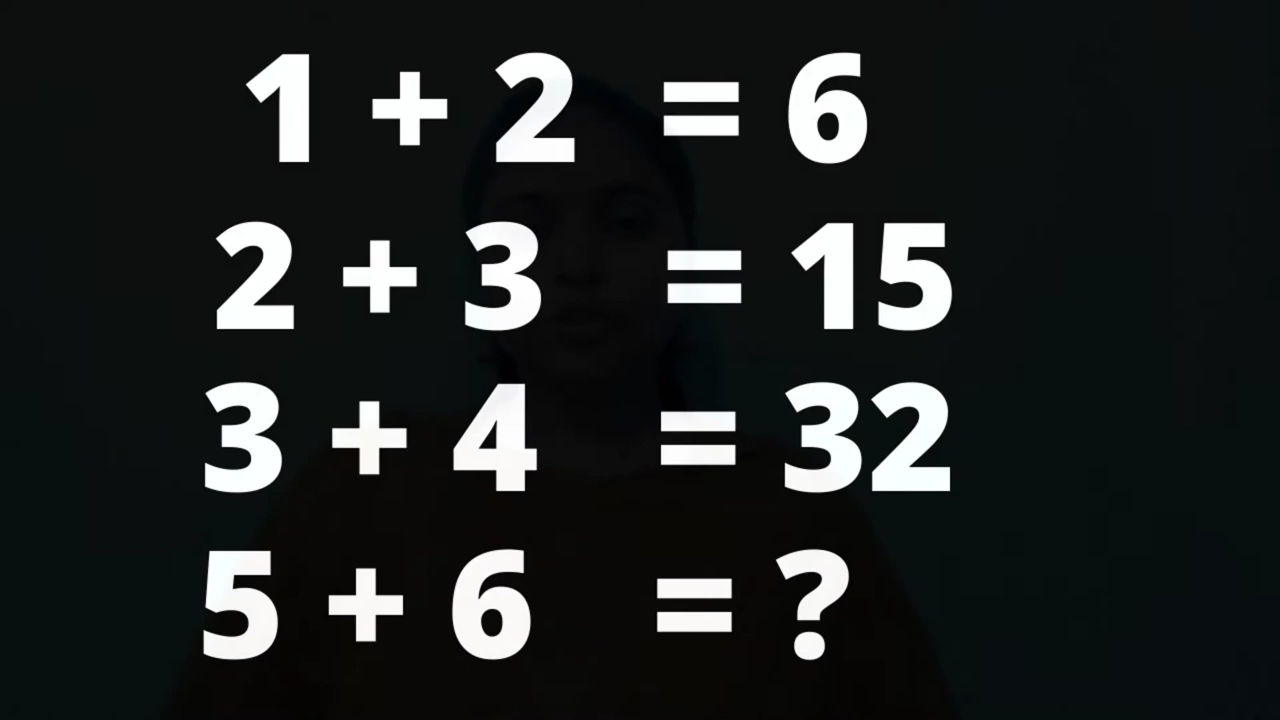 1 + 2 = 6
2 + 3 = 15
3 + 4 = 32
5 + 6 = ?